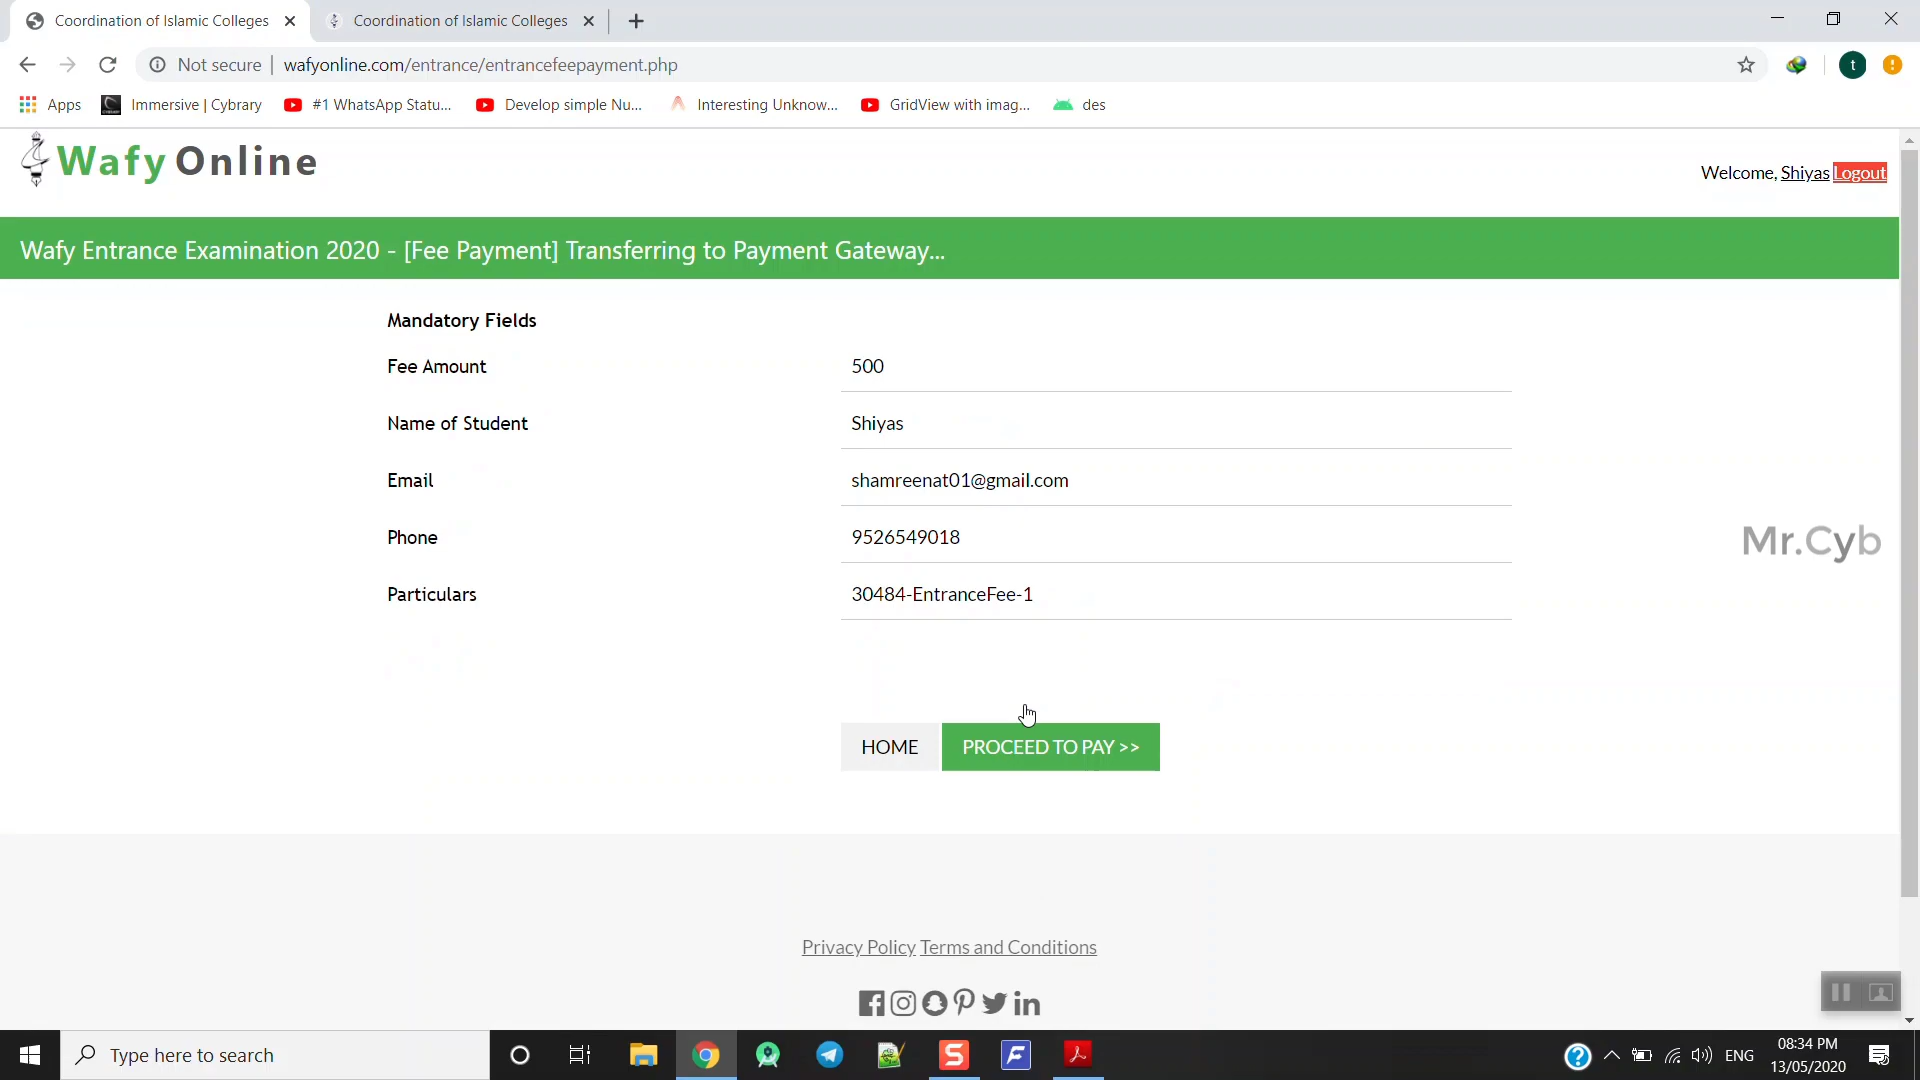 Coordination of Islamic Colleges
Coordination of Islamic Colleges
Not secure | wafyonline.com/entrance/entrancefeepayment.php
t
Apps
Immersive | Cybrary
#1 WhatsApp Statu...
Develop simple Nu...
Interesting Unknow...
GridView with imag...
des
Wafy Online
Welcome, Shiyas Logout
Wafy Entrance Examination 2020 - [Fee Payment] Transferring to Payment Gateway...
Mandatory Fields
Fee Amount 500
Name of Student Shiyas
Email shamreenat01@gmail.com
Phone 9526549018
Mr.Cyb
Particulars 30484-EntranceFee-1
HOME PROCEED TO PAY >>
Privacy Policy Terms and Conditions
Type here to search
ENG
08:34 PM
13/05/2020